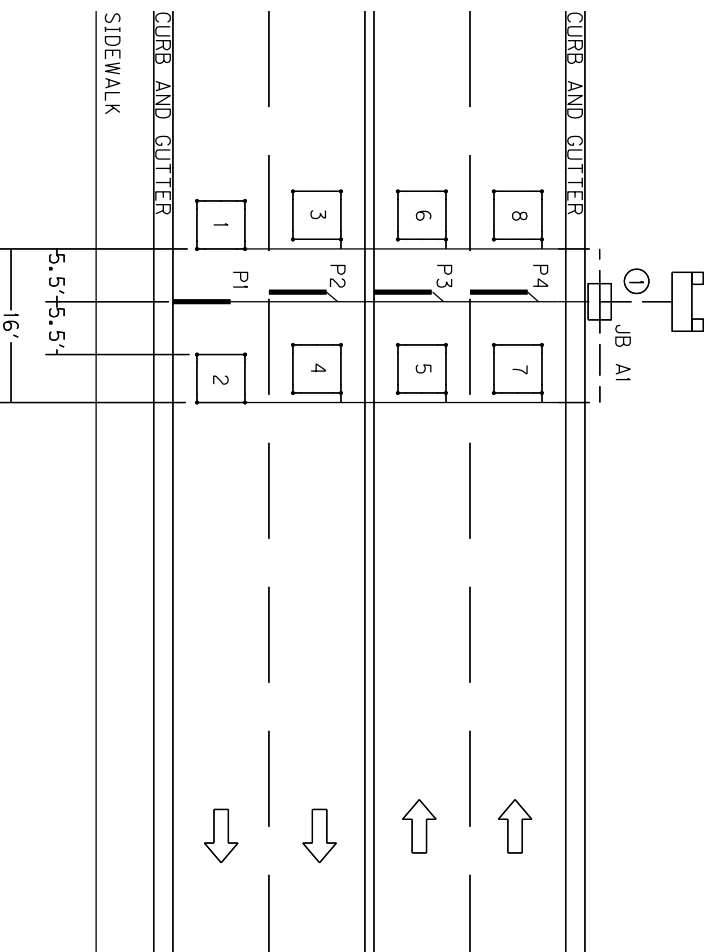 CURB AND GUTTER
SIDEWALK
CURB AND GUTTER
1
3
6
8
P1
P2
P3
P4
1
JB A1
2
4
5
7
5.5' 5.5'
16'